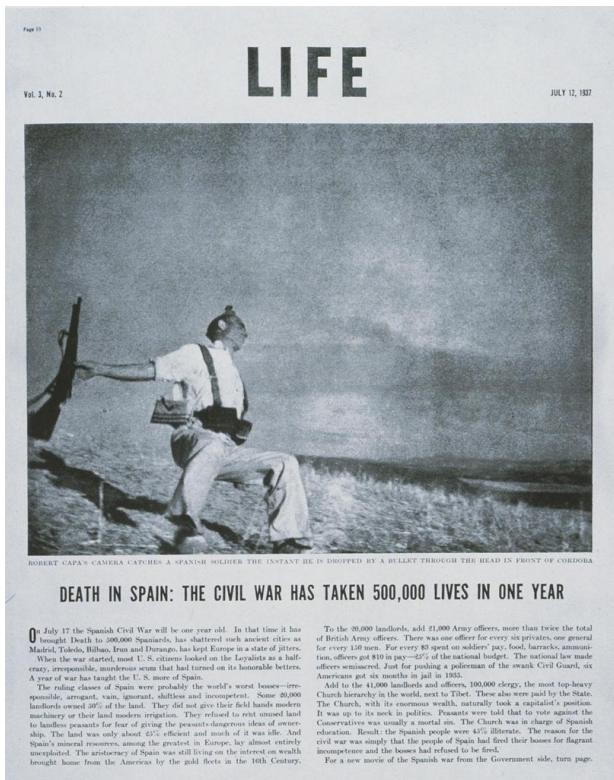 Page 19
LIFE
Vol. 3, No. 2
JULY 12, 1937
ROBERT CAPA'S CAMERA CATCHES A SPANISH SOLDIER THE INSTANT HE IS DROPPED BY A BULLET THROUGH THE HEAD IN FRONT OF CORDOBA
DEATH IN SPAIN: THE CIVIL WAR HAS TAKEN 500,000 LIVES IN ONE YEAR
On July 17 the Spanish Civil War will be one year old. In that time it has
brought Death to 500,000 Spaniards, has shattered such ancient cities as
Madrid, Toledo, Bilbao, Irun and Durango, has kept Europe in a state of jitters.
When the war started, most U. S. citizens looked on the Loyalists as a half-
crazy, irresponsible, murderous scum that had turned on its honorable betters.
A year of war has taught the U. S. more of Spain.
The ruling classes of Spain were probably the world's worst bosses—irre-
sponsible, arrogant, vain, ignorant, shiftless and incompetent. Some 20,000
landlords owned 50% of the land. They did not give their field hands modern
machinery or their land modern irrigation. They refused to rent unused land
to landless peasants for fear of giving the peasants dangerous ideas of owner-
ship. The land was only about 25% efficient and much of it was idle. And
Spain's mineral resources, among the greatest in Europe, lay almost entirely
unexploited. The aristocracy of Spain was still living on the interest on wealth
brought home from the Americas by the gold fleets in the 16th Century.
To the 20,000 landlords, add 21,000 Army officers, more than twice the total
of British Army officers. There was one officer for every six privates, one general
for every 150 men. For every $3 spent on soldiers' pay, food, barracks, ammuni-
tion, officers got $10 in pay—25% of the national budget. The national law made
officers sacrosanct. Just for pushing a policeman of the swank Civil Guard, six
Americans got six months in jail in 1933.
Add to the 41,000 landlords and officers, 100,000 clergy, the most top-heavy
Church hierarchy in the world, next to Tibet. These also were paid by the State.
The Church, with its enormous wealth, naturally took a capitalist's position.
It was up to its neck in politics. Peasants were told that to vote against the
Conservatives was usually a mortal sin. The Church was in charge of Spanish
education. Result: the Spanish people were 45% illiterate. The reason for the
civil war was simply that the people of Spain had fired their bosses for flagrant
incompetence and the bosses had refused to be fired.
For a new movie of the Spanish war from the Government side, turn page.